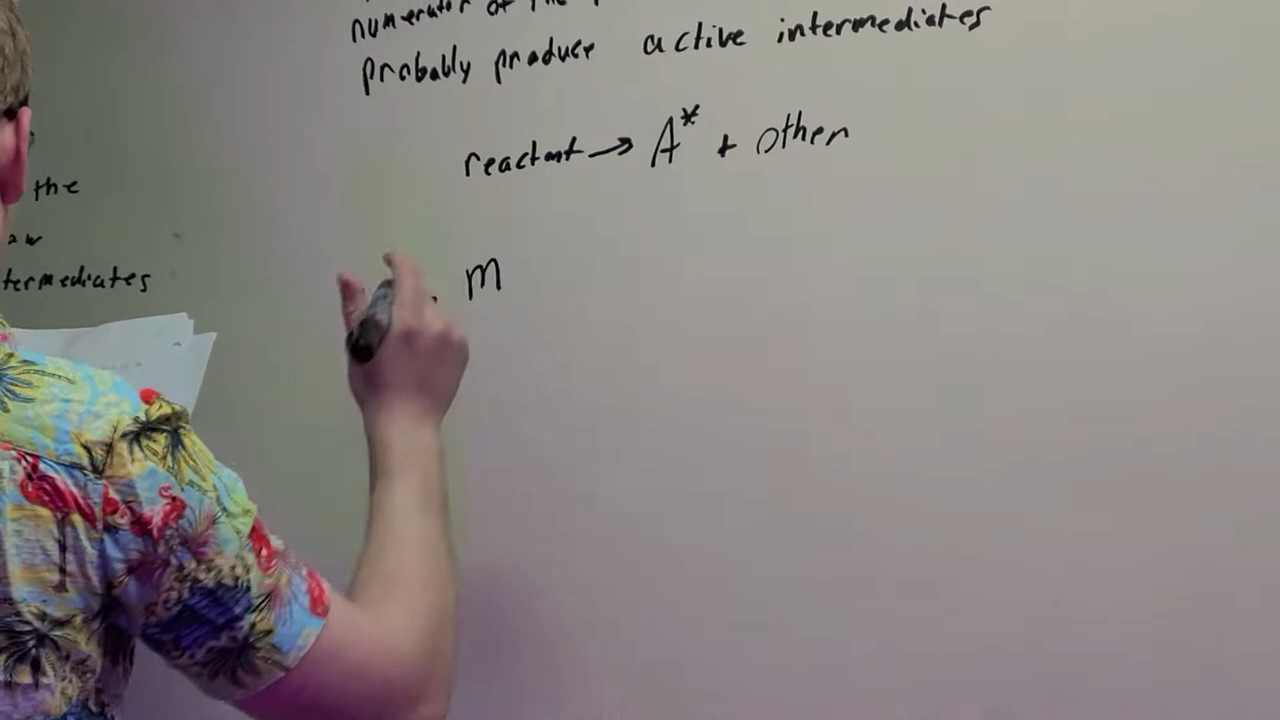 the
termediates
numerator of the
probably produce active intermediates
reactant → A* + other
m